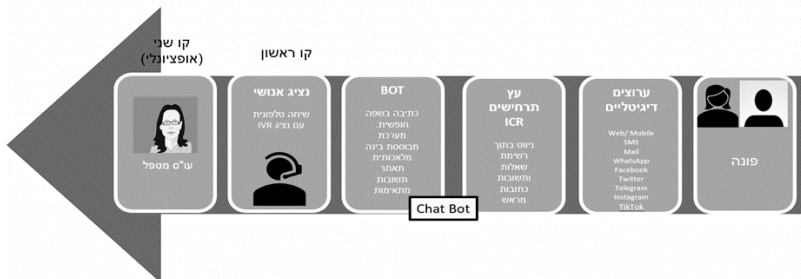 פונה
ערוצים
דיגיטליים
Web/ Mobile
SMS
Mail
WhatsApp
Facebook
Twitter
Telegram
Instagram
TikTok
עץ
תרחישים
ICR
ניווט בתוך
רשימת
שאלות
ותשובות
כתובות
מראש
BOT
כתיבה בשפה
חופשית.
מערכת
מבוססת בינה
מלאכותית
תאתר
תשובות
מתאימות
Chat Bot
קו ראשון
נציג אנושי
שיחה טלפונית
עם נציג IVR
קו שני
(אופציונלי)
עו"ס מטפל